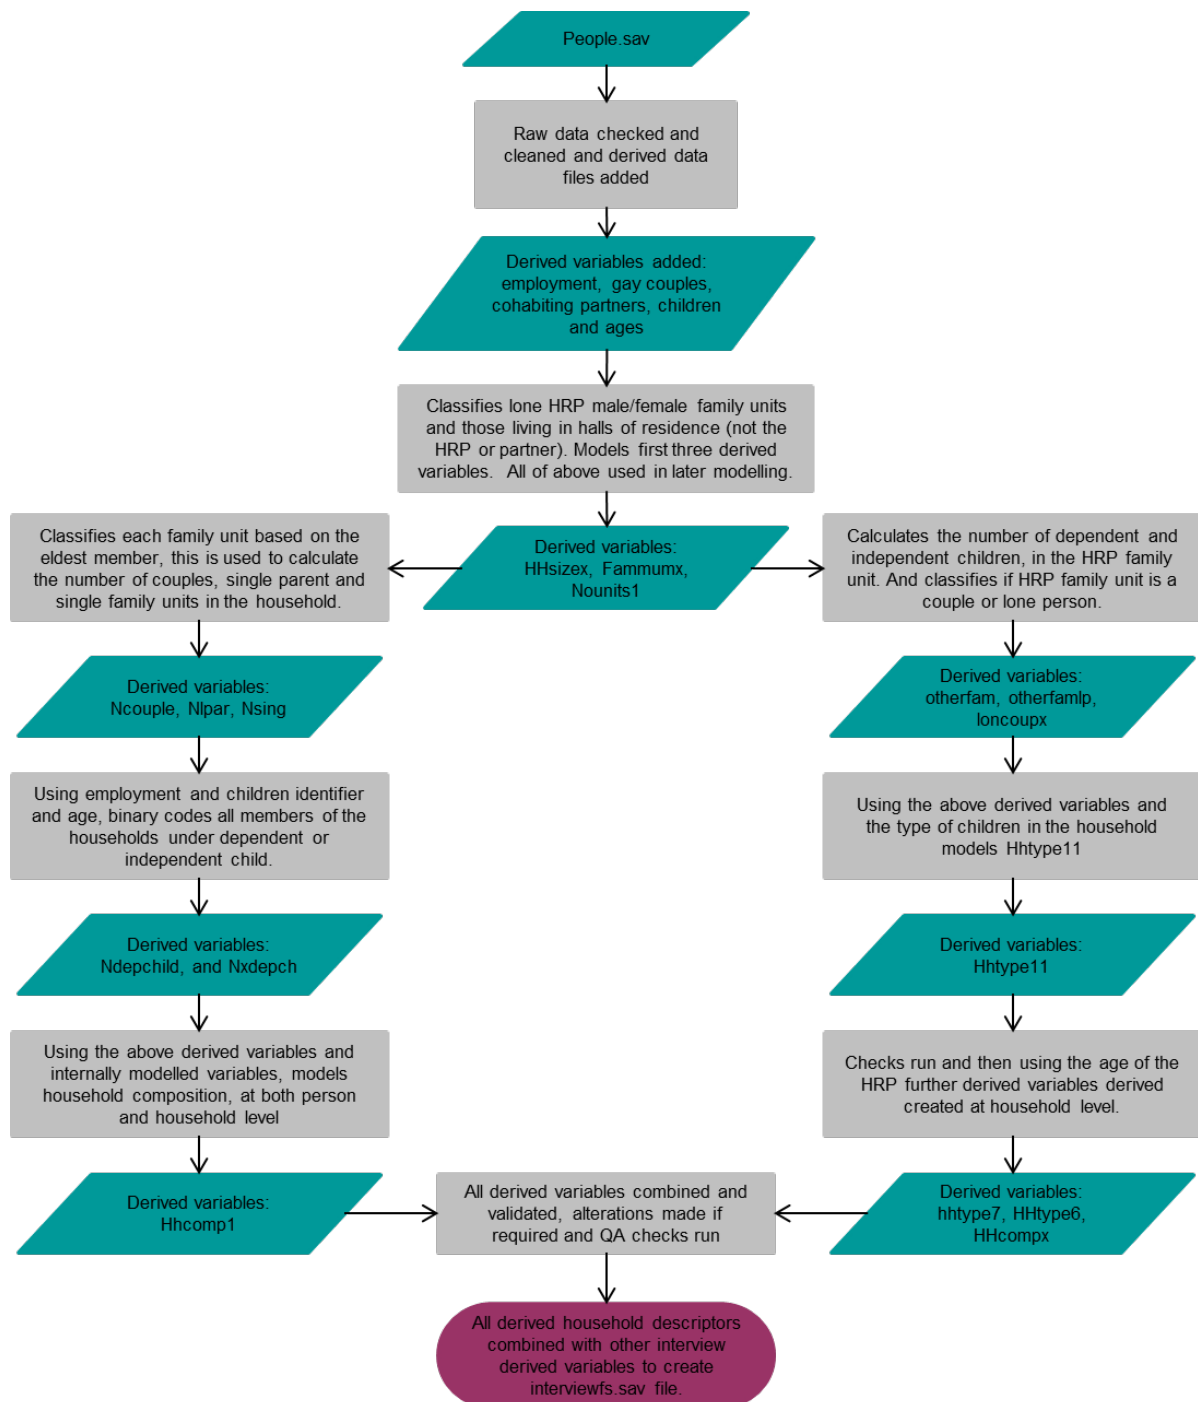 People.sav
Raw data checked and
cleaned and derived data
files added
Derived variables added:
employment, gay couples,
cohabiting partners, children
and ages
Classifies lone HRP male/female family units
and those living in halls of residence (not the
HRP or partner). Models first three derived
variables. All of above used in later modelling.
Derived variables:
HHsizex, Fammumx,
Nounits1
Classifies each family unit based on the
eldest member, this is used to calculate
the number of couples, single parent and
single family units in the household.
Derived variables:
Ncouple, Nlpar, Nsing
Using employment and children identifier
and age, binary codes all members of the
households under dependent or
independent child.
Derived variables:
Ndepchild, and Nxdepch
Using the above derived variables and
internally modelled variables, models
household composition, at both person
and household level
Derived variables:
Hhcomp1
Calculates the number of dependent and
independent children, in the HRP family
unit. And classifies if HRP family unit is a
couple or lone person.
Derived variables:
otherfam, otherfamlp,
loncoupx
Using the above derived variables and
the type of children in the household
models Hhtype11
Derived variables:
Hhtype11
Checks run and then using the age of the
HRP further derived variables derived
created at household level.
Derived variables:
hhtype7, HHtype6,
HHcompx
All derived variables combined and
validated, alterations made if
required and QA checks run
All derived household descriptors
combined with other interview
derived variables to create
interviewfs.sav file.